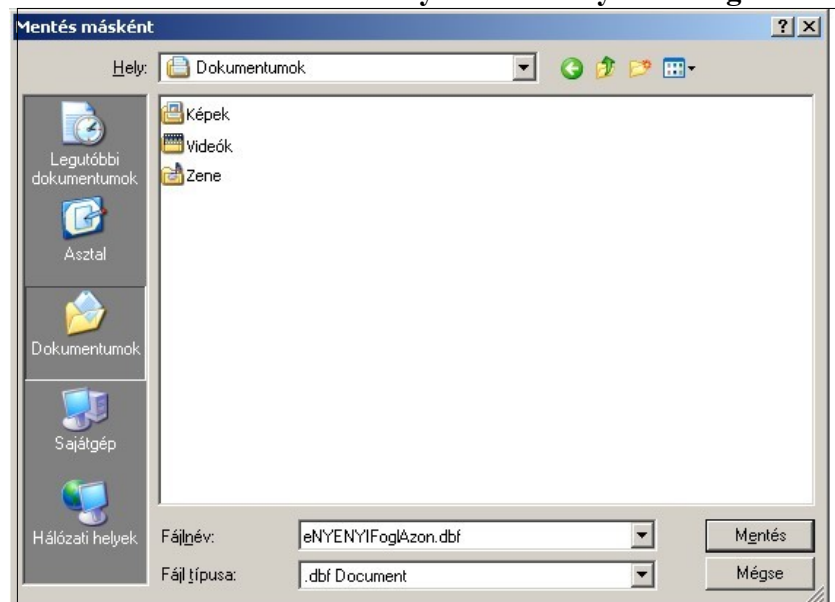 Mentés másként
Hely:
Dokumentumok
Képek
Videók
Zene
Legutóbbi
dokumentumok
Asztal
Dokumentumok
Sajátgép
Hálózati helyek
Fájlnév:
eNYENYIFoglAzon.dbf
Mentés
Fájl típusa:
.dbf Document
Mégse